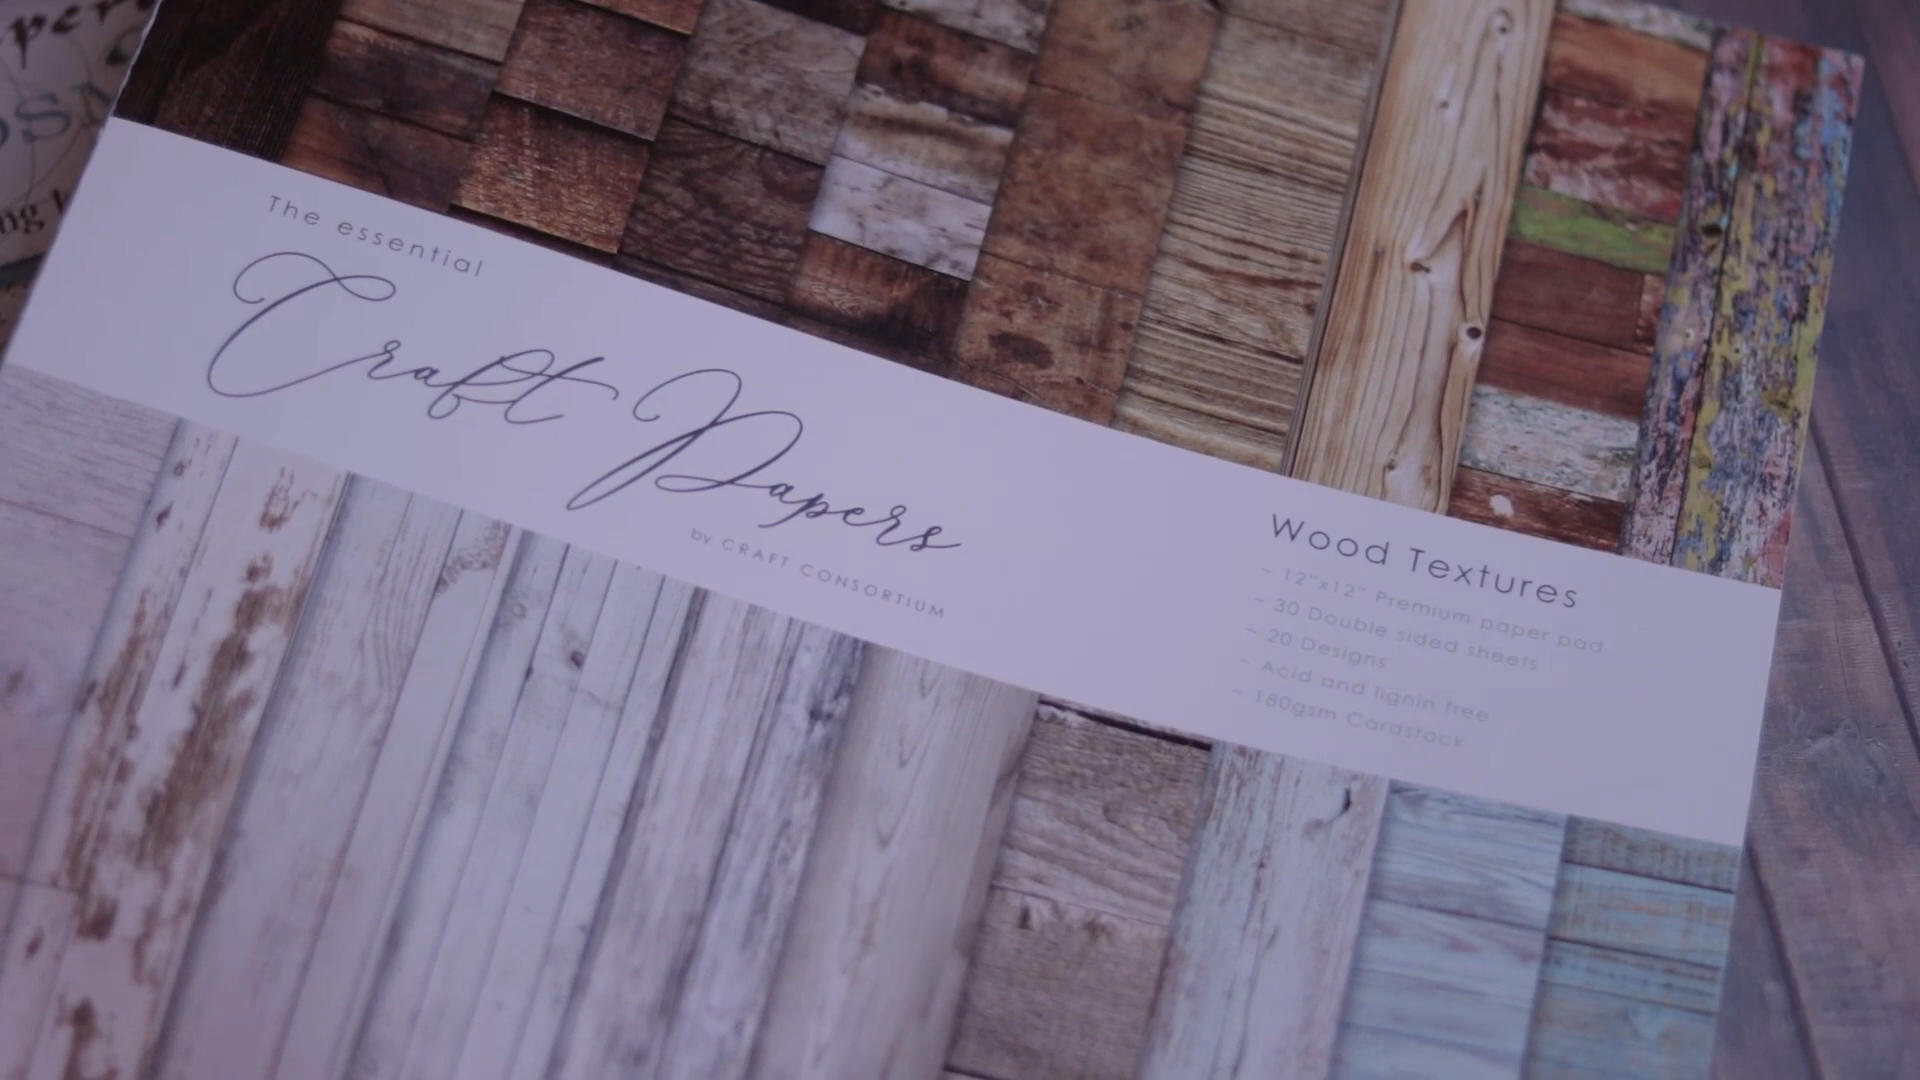 The essential
Craft Papers
by CRAFT CONSORTIUM
Wood Textures
~ 12"x12" Premium paper pad
~ 30 Double sided sheets
~ 20 Designs
~ Acid and lignin free
~ 180gsm Cardstock